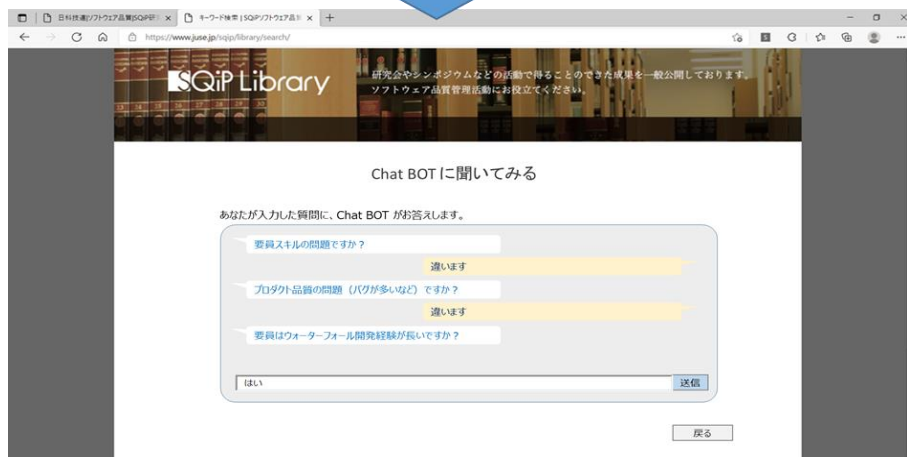 日科技連/ソフトウェア品質|SQiP研
キーワード検索 | SQiP/ソフトウェア品質
https://www.juse.jp/sqip/library/search/
SQiP Library
研究会やシンポジウムなどの活動で得ることのできた成果を一般公開しております。
ソフトウェア品質管理活動にお役立てください。
Chat BOTに聞いてみる
あなたが入力した質問に、Chat BOT がお答えします。
要員スキルの問題ですか？
違います
プロダクト品質の問題（バグが多いなど）ですか？
違います
要員はウォーターフォール開発経験が長いですか？
はい
送信
戻る